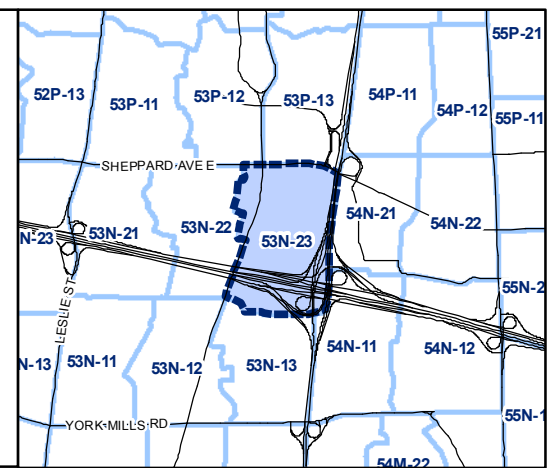 55P-21
52P-13
53P-11
53P-12
53P-13
54P-11
54P-12
55P-11
SHEPPARD AVE E
N-23
53N-21
53N-22
53N-23
54N-21
54N-22
55N-2
LESLIE ST
N-13
53N-11
53N-12
53N-13
54N-11
54N-12
55N-1
YORK MILLS RD
54M-22